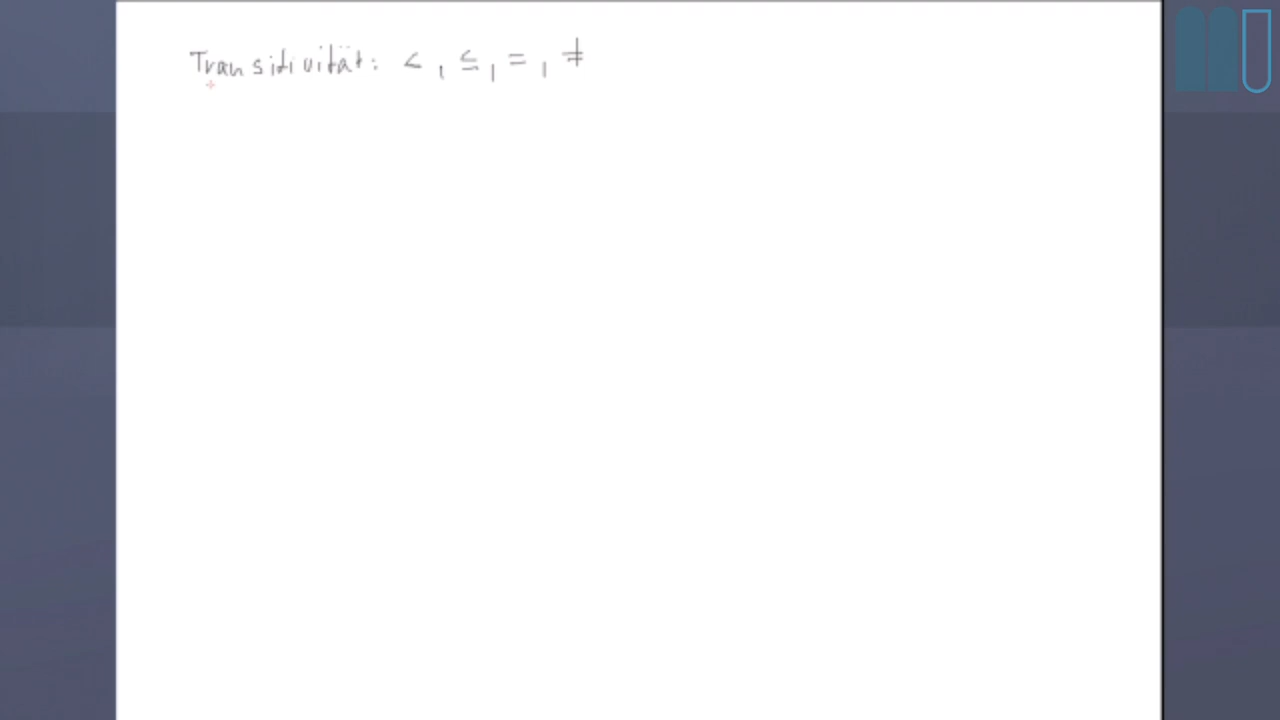 Transitivität: < , ≤ , = , ≠